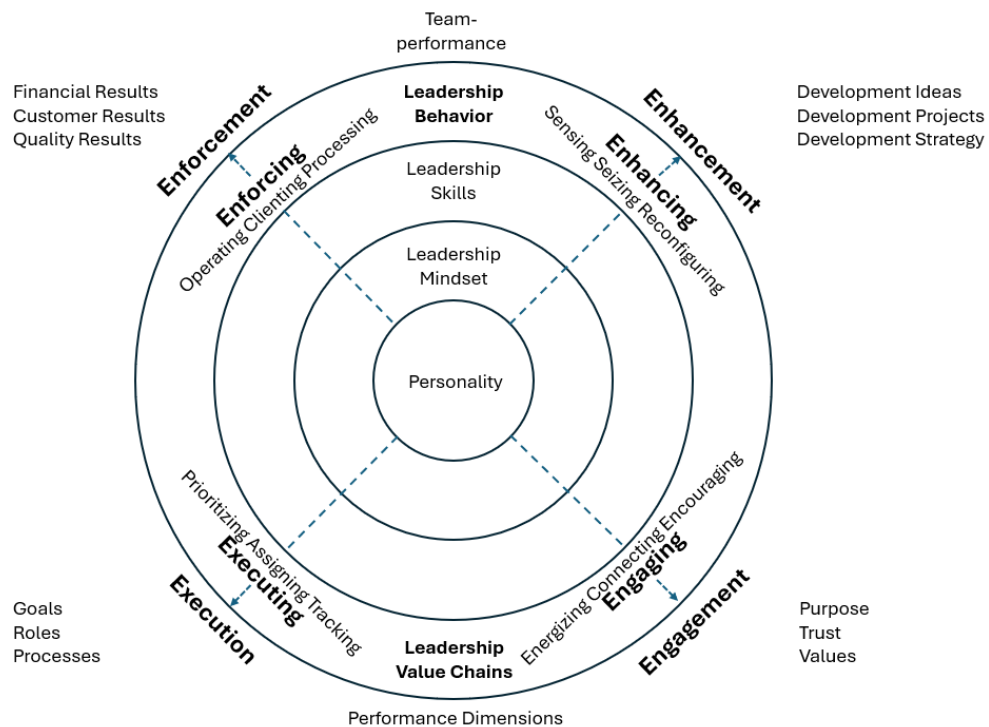 Team-
performance
Financial Results
Customer Results
Quality Results
Enforcement
Enforcing
Operating Clienting Processing
Leadership
Behavior
Enhancement
Enhancing
Sensing Seizing Reconfiguring
Development Ideas
Development Projects
Development Strategy
Leadership
Skills
Leadership
Mindset
Personality
Prioritizing Assigning Tracking
Executing
Execution
Goals
Roles
Processes
Leadership
Value Chains
Energizing Connecting Encouraging
Engaging
Engagement
Purpose
Trust
Values
Performance Dimensions